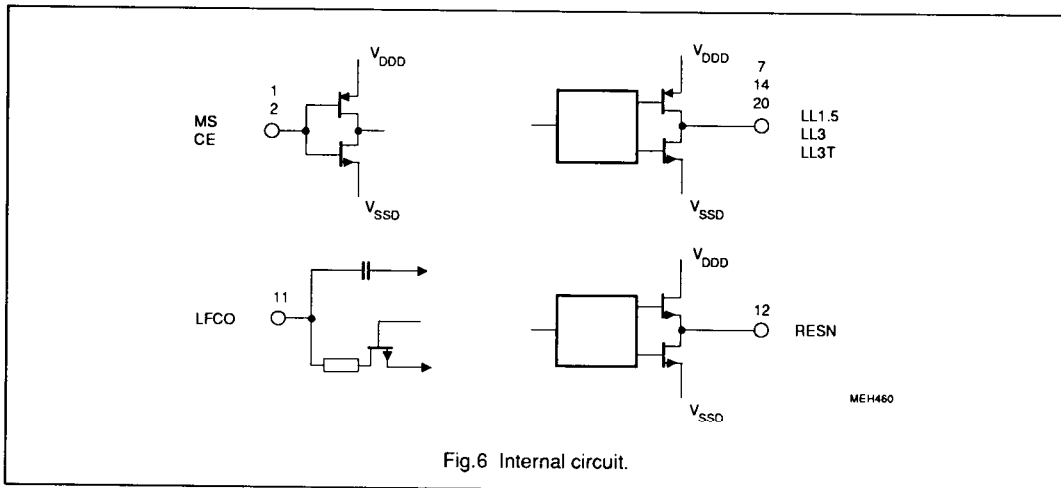 V_DDD
1
2
MS
CE
V_SSD
V_DDD
7
14
20
LL1.5
LL3
LL3T
V_SSD
11
LFCO
V_DDD
12
RESN
V_SSD
MEH460
Fig.6 Internal circuit.